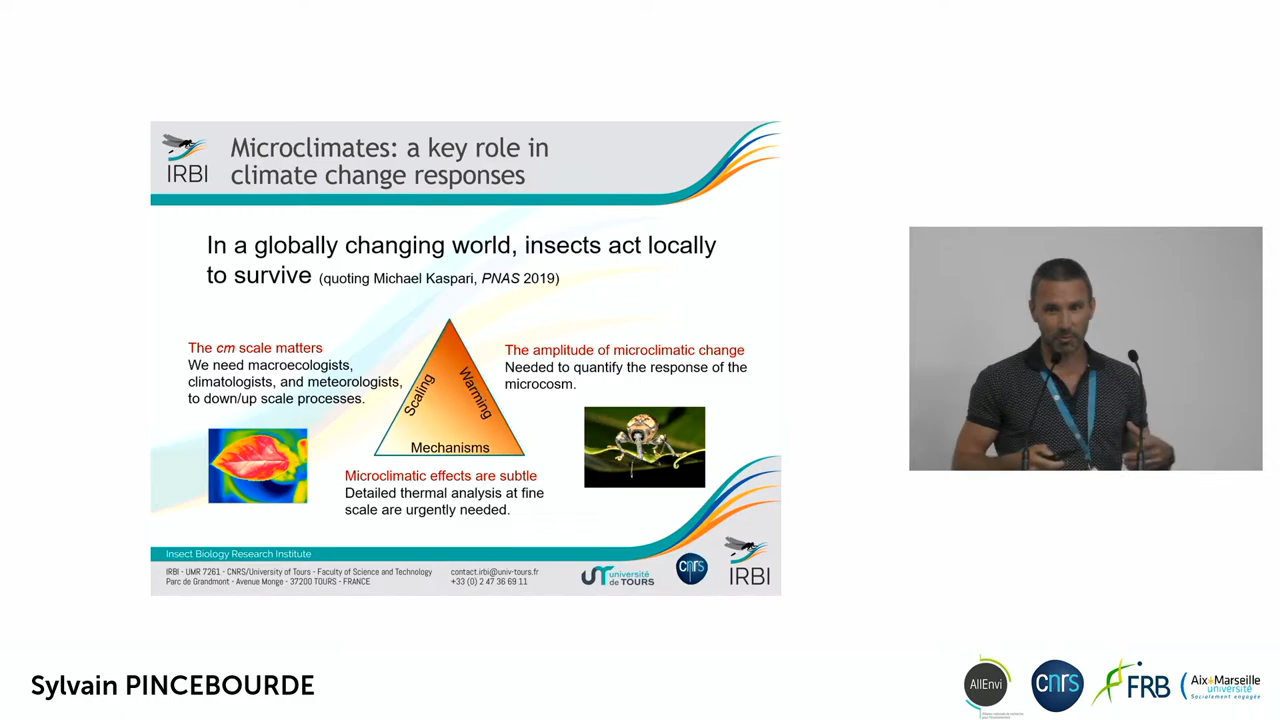 IRBI
Microclimates: a key role in
climate change responses
In a globally changing world, insects act locally
to survive (quoting Michael Kaspari, PNAS 2019)
The cm scale matters
We need macroecologists,
climatologists, and meteorologists,
to down/up scale processes.
Scaling
Warming
Mechanisms
The amplitude of microclimatic change
Needed to quantify the response of the
microcosm.
Microclimatic effects are subtle
Detailed thermal analysis at fine
scale are urgently needed.
Insect Biology Research Institute
IRBI - UMR 7261 - CNRS/University of Tours - Faculty of Science and Technology
Parc de Grandmont - Avenue Monge - 37200 TOURS - FRANCE
contact.irbi@univ-tours.fr
+33 (0) 2 47 36 69 11
UT université
de TOURS
cnrs
IRBI
Sylvain PINCEBOURDE
AllEnvi
cnrs
FRB
Aix Marseille
université
Socialement engagée